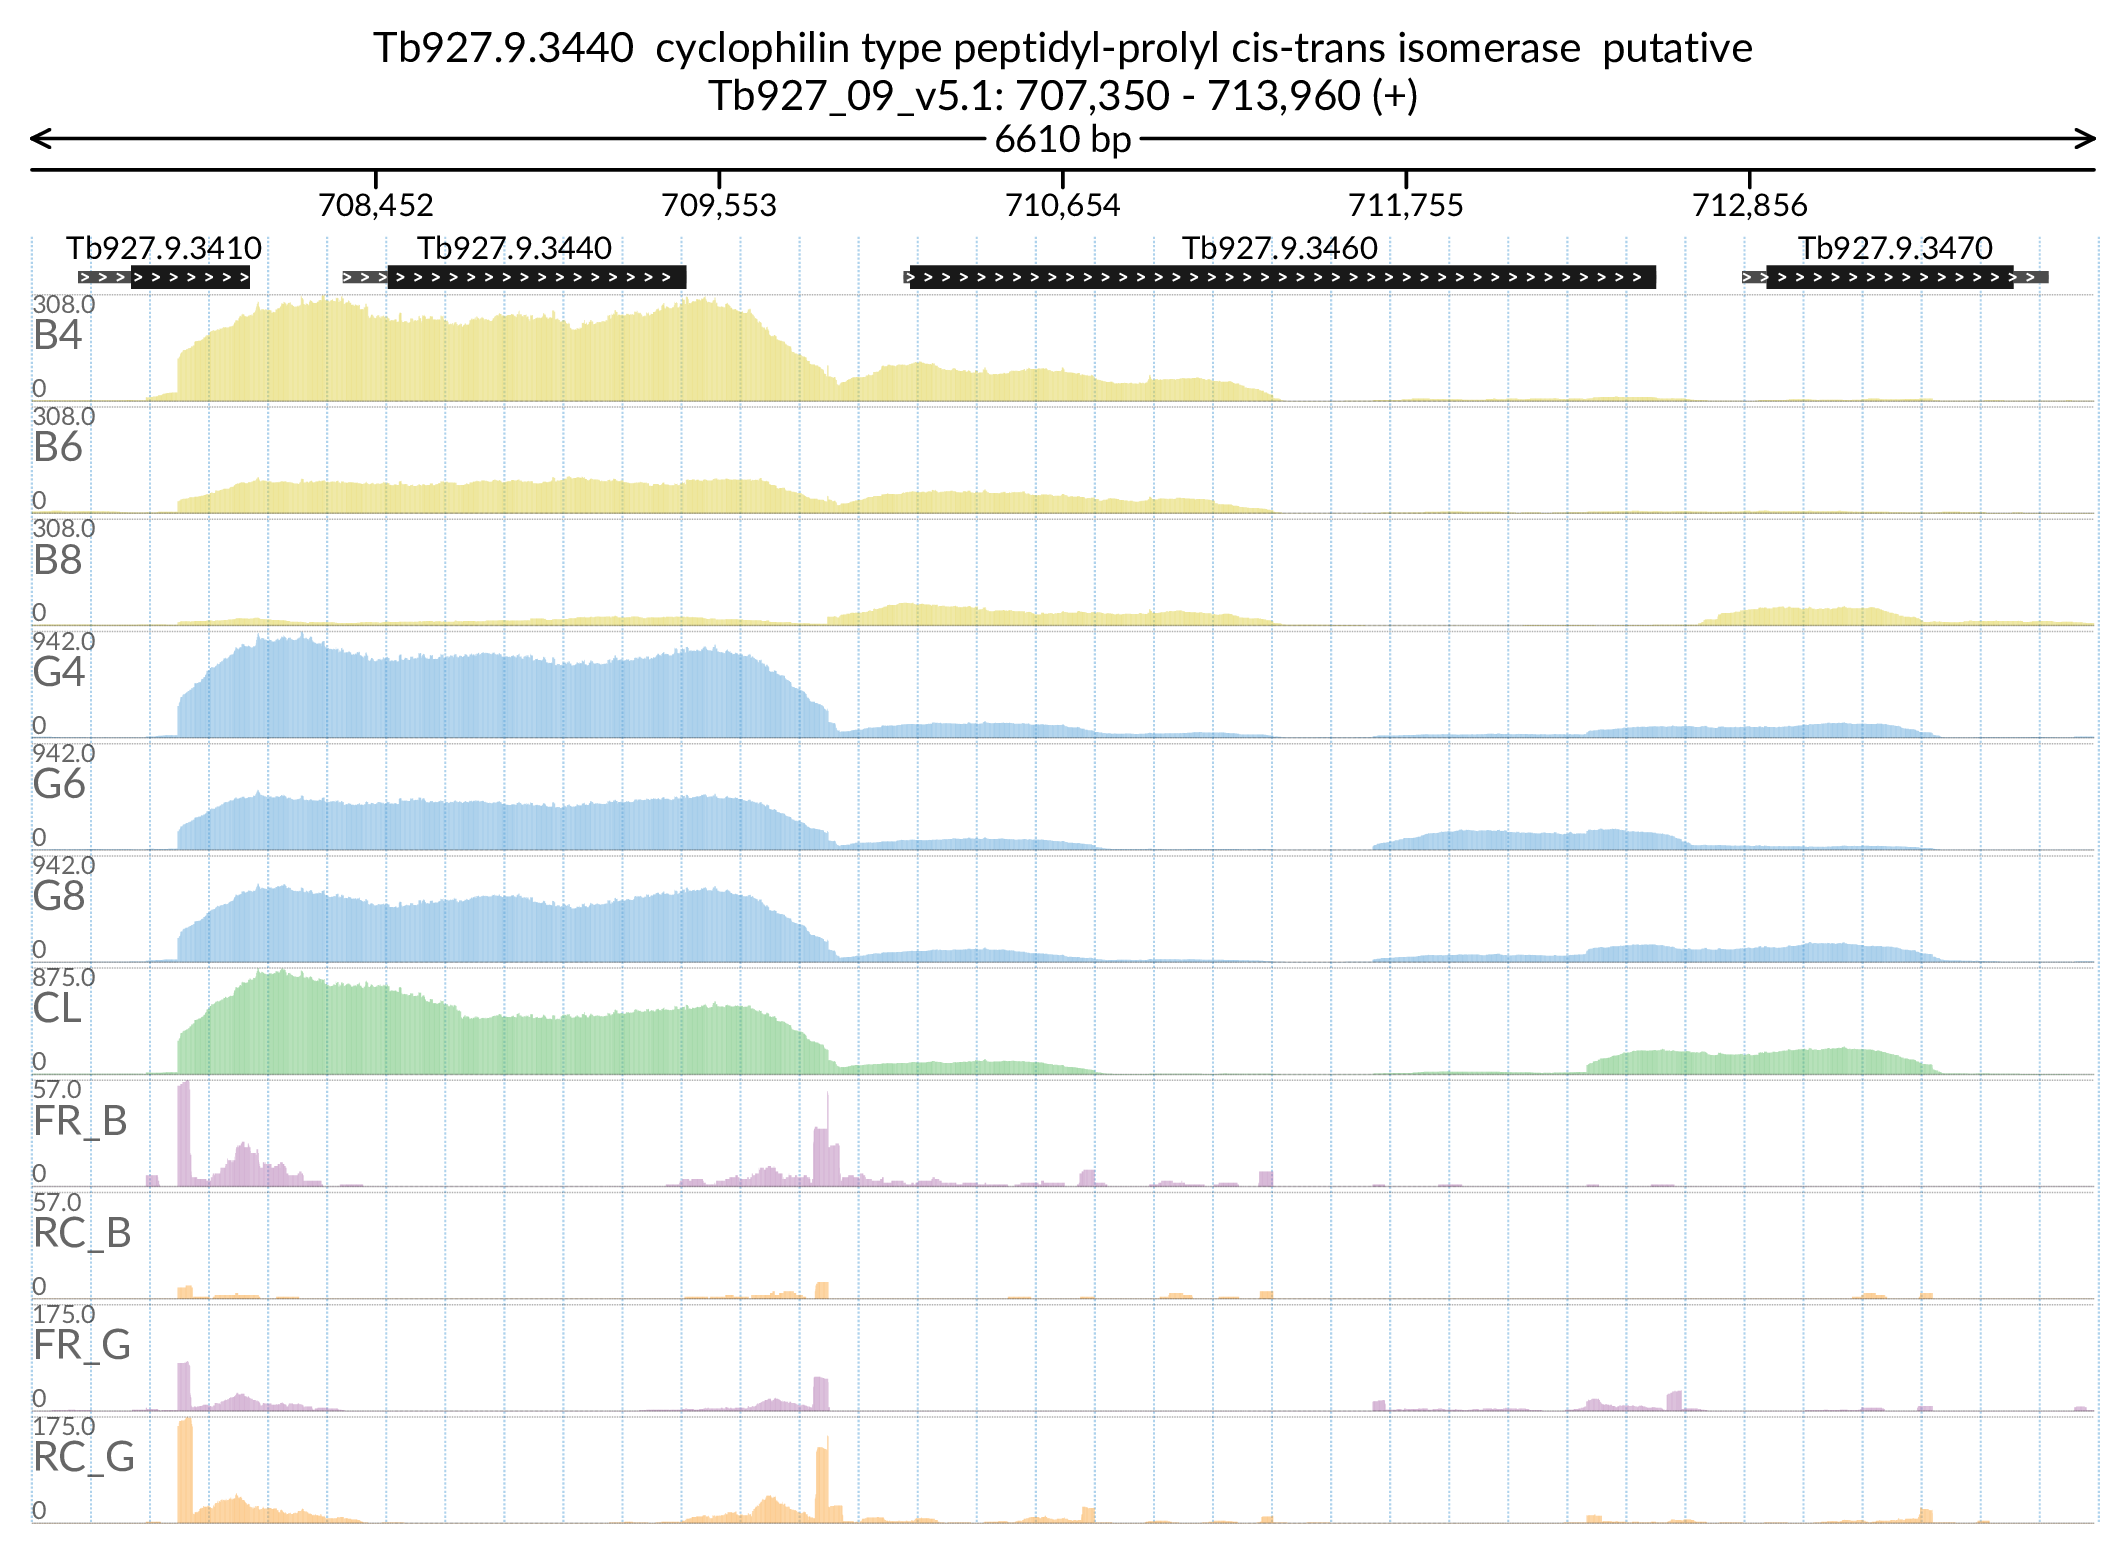 Tb927.9.3440  cyclophilin type peptidyl-prolyl cis-trans isomerase  putative
Tb927_09_v5.1: 707,350 - 713,960 (+)
6610 bp
708,452 709,553 710,654 711,755 712,856
Tb927.9.3410 Tb927.9.3440 Tb927.9.3460 Tb927.9.3470
308.0
B4
0
308.0
B6
0
308.0
B8
0
942.0
G4
0
942.0
G6
0
942.0
G8
0
875.0
CL
0
57.0
FR_B
0
57.0
RC_B
0
175.0
FR_G
0
175.0
RC_G
0